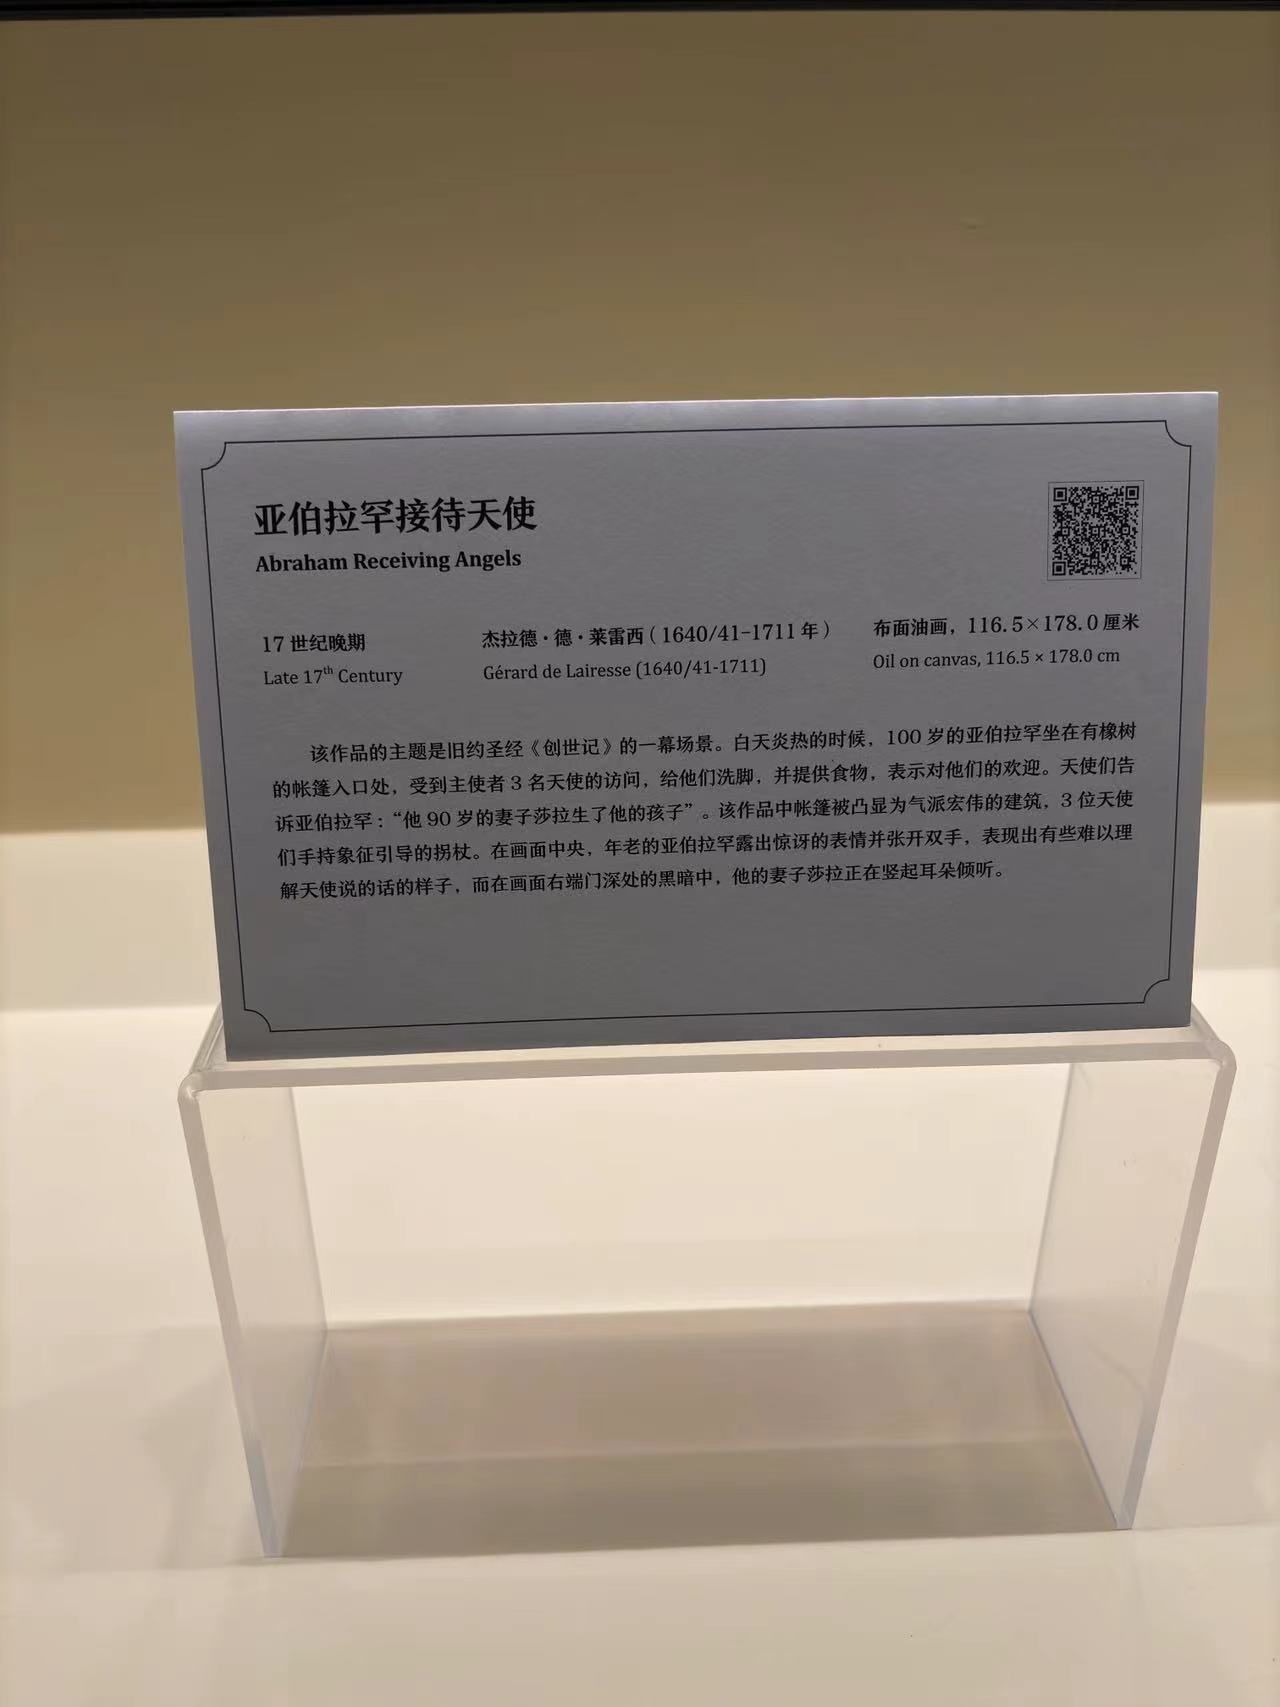 亚伯拉罕接待天使
Abraham Receiving Angels
17 世纪晚期
Late 17th Century
杰拉德·德·莱雷西（1640/41-1711 年）
Gérard de Lairesse (1640/41-1711)
布面油画，116.5×178.0 厘米
Oil on canvas, 116.5 × 178.0 cm
该作品的主题是旧约圣经《创世记》的一幕场景。白天炎热的时候，100 岁的亚伯拉罕坐在有橡树
的帐篷入口处，受到主使者 3 名天使的访问，给他们洗脚，并提供食物，表示对他们的欢迎。天使们告
诉亚伯拉罕：“他 90 岁的妻子莎拉生了他的孩子”。该作品中帐篷被凸显为气派宏伟的建筑，3 位天使
们手持象征引导的拐杖。在画面中央，年老的亚伯拉罕露出惊讶的表情并张开双手，表现出有些难以理
解天使说的话的样子，而在画面右端门深处的黑暗中，他的妻子莎拉正在竖起耳朵倾听。